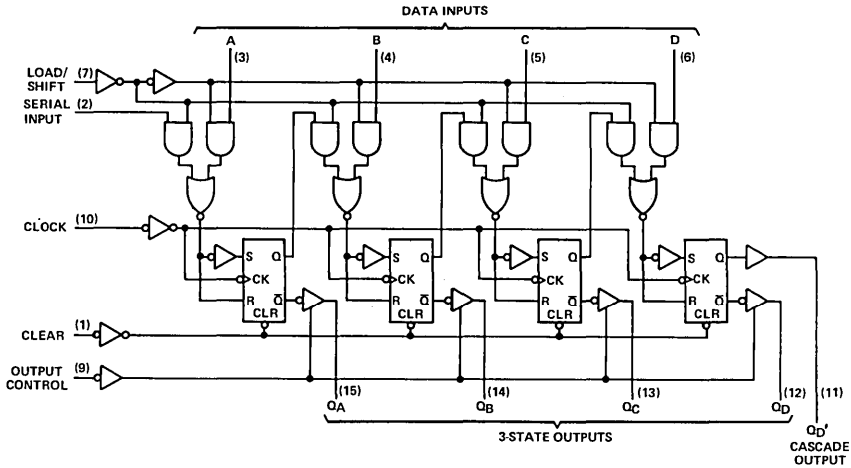 DATA INPUTS
A
(3)
B
(4)
C
(5)
D
(6)
LOAD/
SHIFT
(7)
SERIAL
INPUT
(2)
CLOCK
(10)
S
Q
CK
R
Q̅
CLR
S
Q
CK
R
Q̅
CLR
S
Q
CK
R
Q̅
CLR
S
Q
CK
R
Q̅
CLR
CLEAR
(1)
OUTPUT
CONTROL
(9)
(15)
QA
(14)
QB
(13)
QC
(12)
QD
(11)
QD'
CASCADE
OUTPUT
3-STATE OUTPUTS